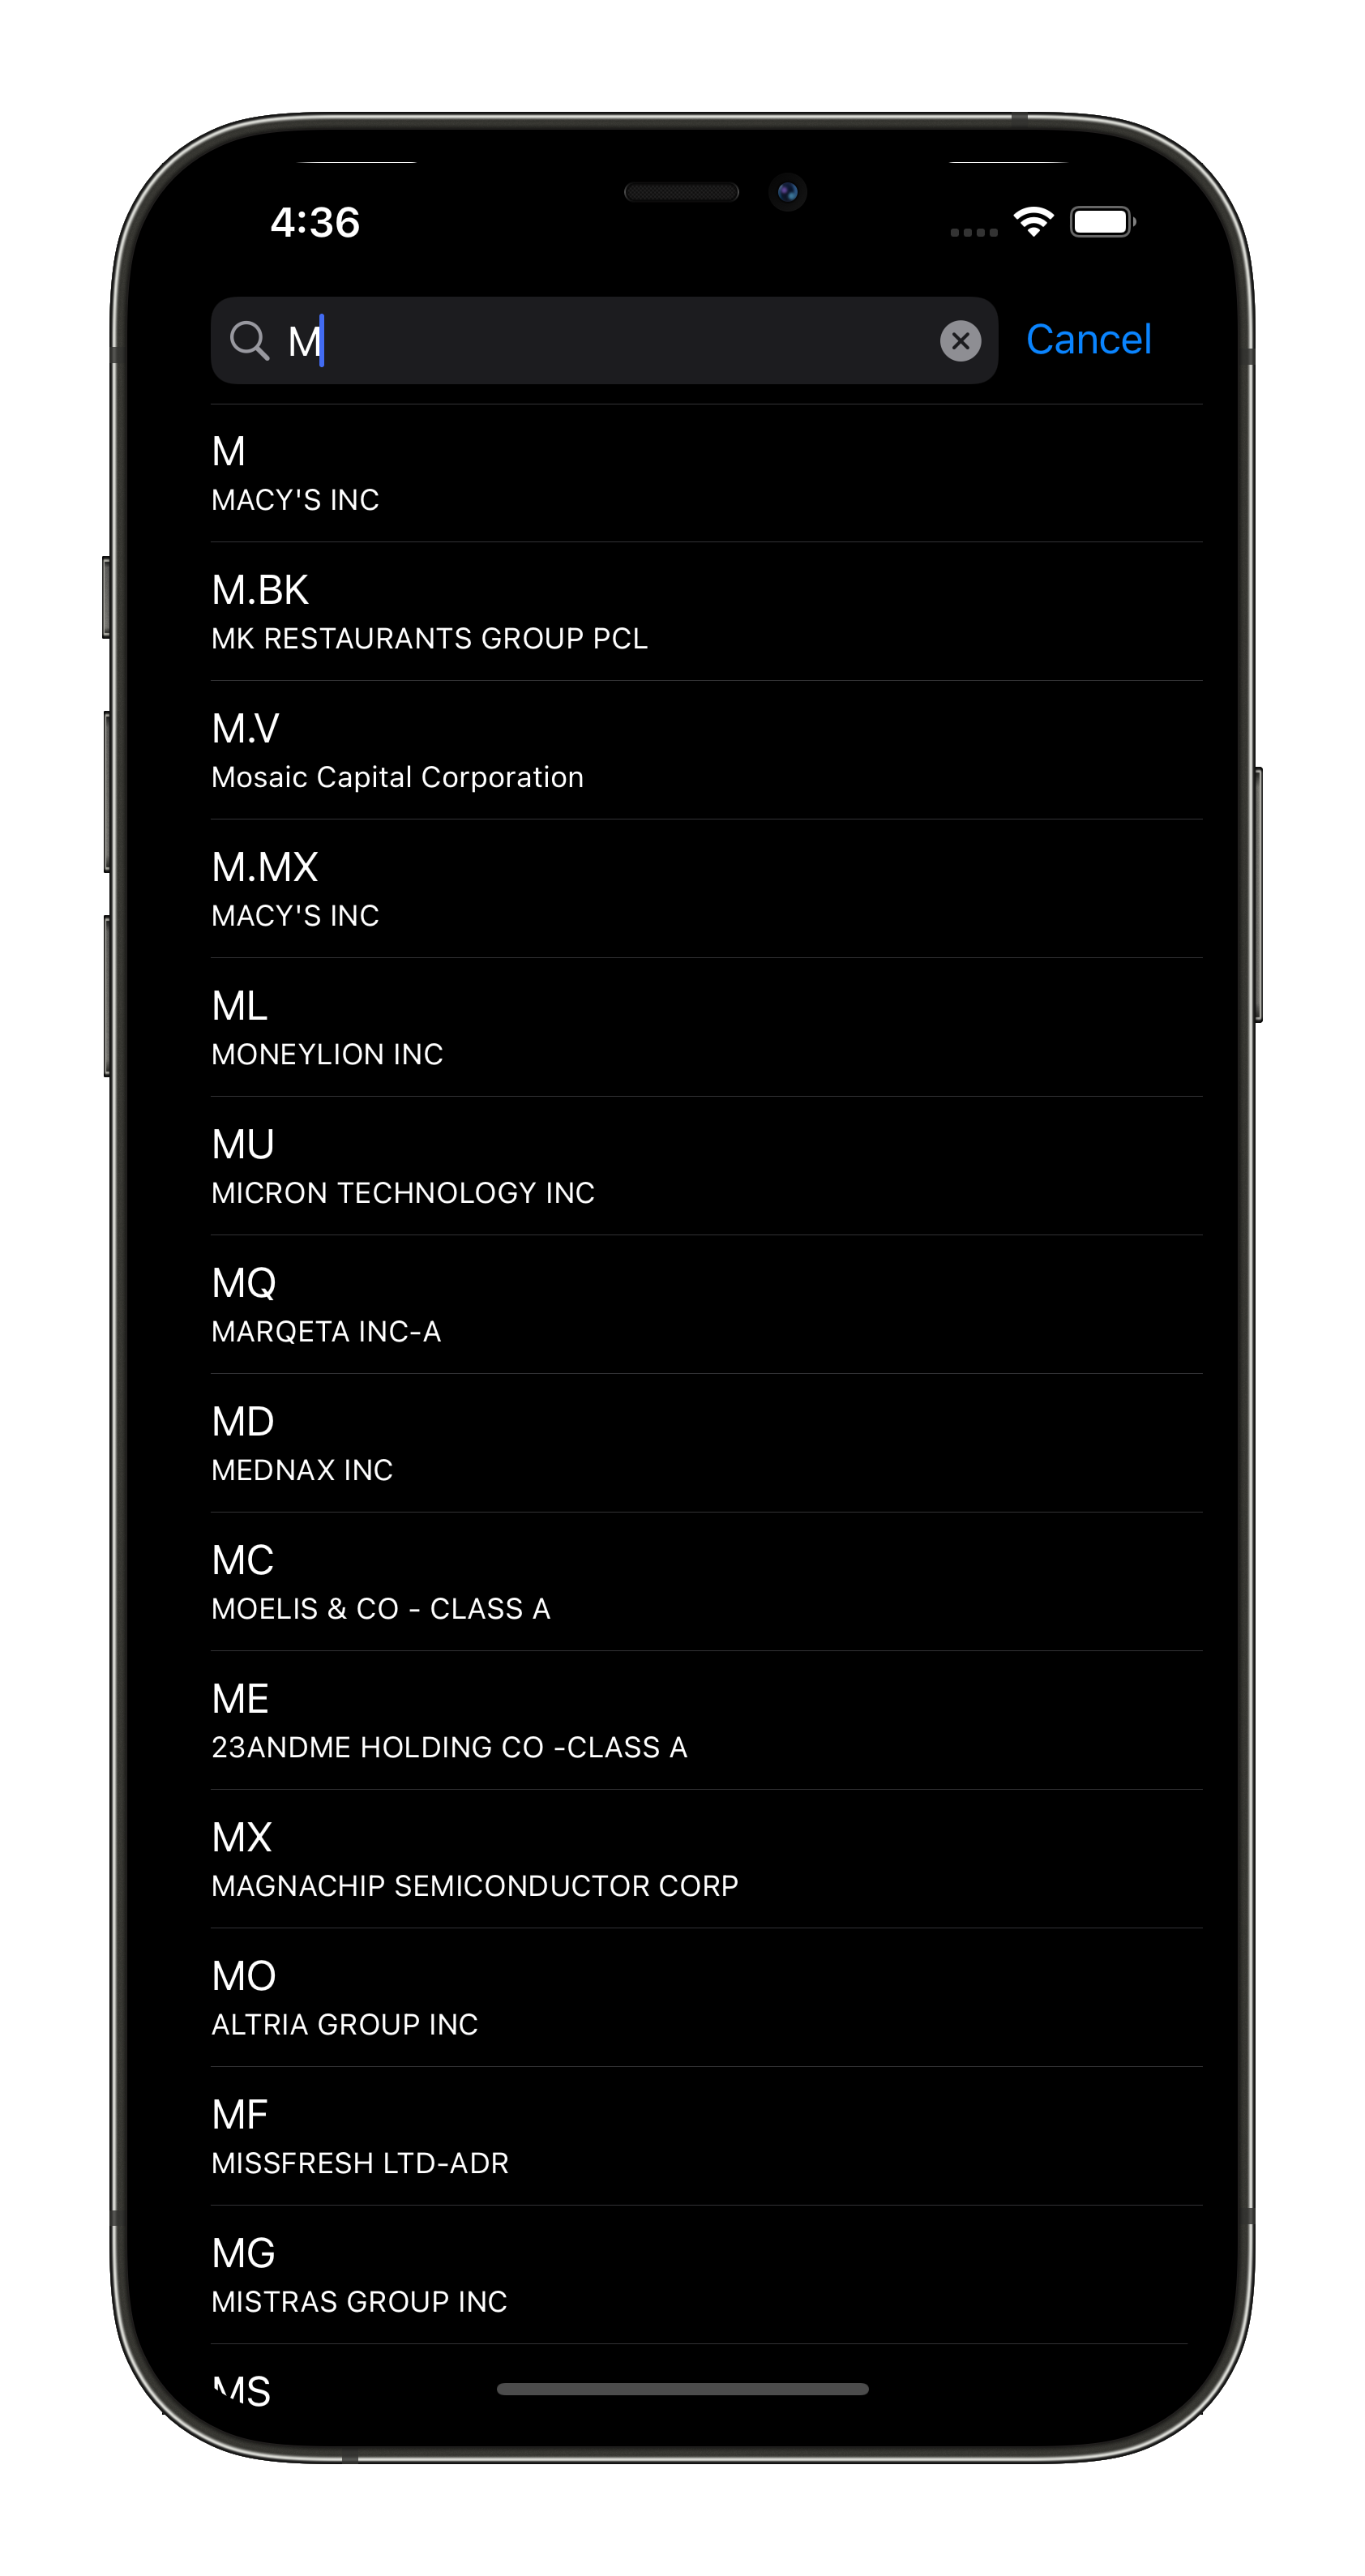 4:36
M
Cancel
M
MACY'S INC
M.BK
MK RESTAURANTS GROUP PCL
M.V
Mosaic Capital Corporation
M.MX
MACY'S INC
ML
MONEYLION INC
MU
MICRON TECHNOLOGY INC
MQ
MARQETA INC-A
MD
MEDNAX INC
MC
MOELIS & CO - CLASS A
ME
23ANDME HOLDING CO -CLASS A
MX
MAGNACHIP SEMICONDUCTOR CORP
MO
ALTRIA GROUP INC
MF
MISSFRESH LTD-ADR
MG
MISTRAS GROUP INC
MS